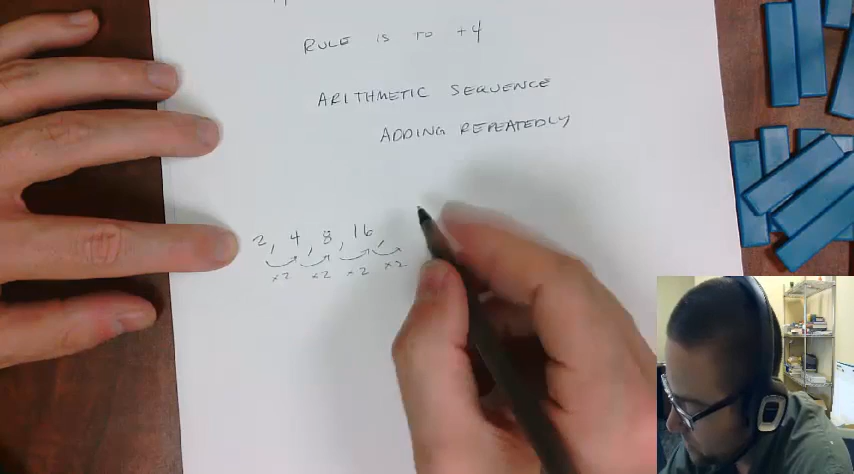 RULE IS TO +4
ARITHMETIC SEQUENCE
ADDING REPEATEDLY
2, 4, 8, 16,
×2 ×2 ×2 ×2